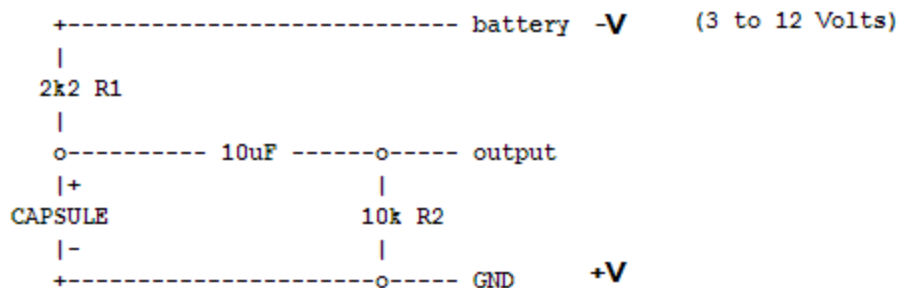 +---------------------------- battery -V (3 to 12 Volts)
|
2k2 R1
|
o---------- 10uF ------o----- output
|+ |
CAPSULE 10k R2
|- |
+----------------------o----- GND +V